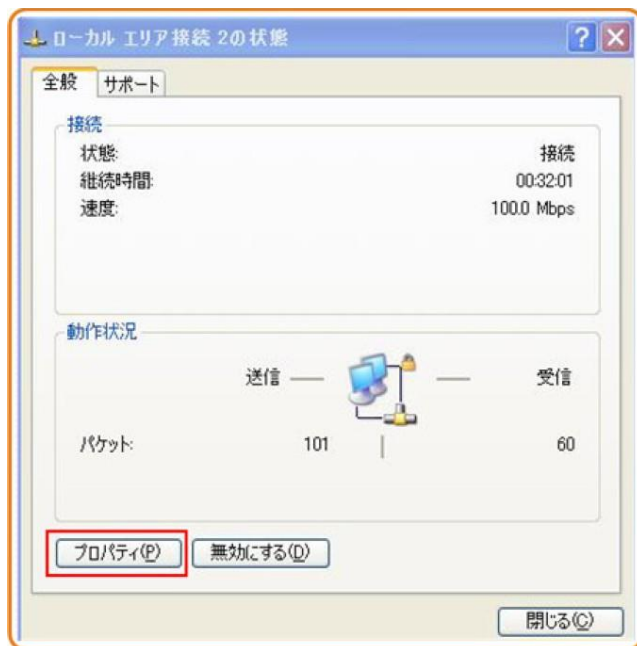 ローカル エリア接続 2の状態
全般
サポート
接続
状態: 接続
継続時間: 00:32:01
速度: 100.0 Mbps
動作状況
送信 — — 受信
パケット: 101 | 60
プロパティ(P) 無効にする(D)
閉じる(C)